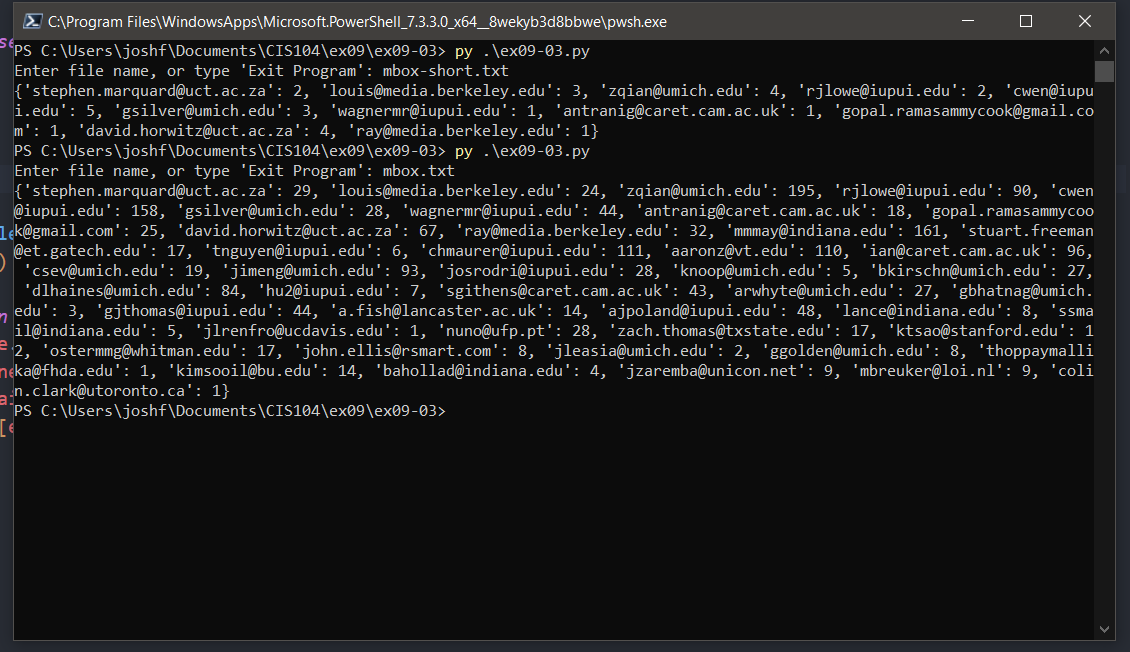 C:\Program Files\WindowsApps\Microsoft.PowerShell_7.3.3.0_x64__8wekyb3d8bbwe\pwsh.exe
PS C:\Users\joshf\Documents\CIS104\ex09\ex09-03> py .\ex09-03.py
Enter file name, or type 'Exit Program': mbox-short.txt
{'stephen.marquard@uct.ac.za': 2, 'louis@media.berkeley.edu': 3, 'zqian@umich.edu': 4, 'rjlowe@iupui.edu': 2, 'cwen@iupu
i.edu': 5, 'gsilver@umich.edu': 3, 'wagnermr@iupui.edu': 1, 'antranig@caret.cam.ac.uk': 1, 'gopal.ramasammycook@gmail.co
m': 1, 'david.horwitz@uct.ac.za': 4, 'ray@media.berkeley.edu': 1}
PS C:\Users\joshf\Documents\CIS104\ex09\ex09-03> py .\ex09-03.py
Enter file name, or type 'Exit Program': mbox.txt
{'stephen.marquard@uct.ac.za': 29, 'louis@media.berkeley.edu': 24, 'zqian@umich.edu': 195, 'rjlowe@iupui.edu': 90, 'cwen
@iupui.edu': 158, 'gsilver@umich.edu': 28, 'wagnermr@iupui.edu': 44, 'antranig@caret.cam.ac.uk': 18, 'gopal.ramasammycoo
k@gmail.com': 25, 'david.horwitz@uct.ac.za': 67, 'ray@media.berkeley.edu': 32, 'mmmay@indiana.edu': 161, 'stuart.freeman
@et.gatech.edu': 17, 'tnguyen@iupui.edu': 6, 'chmaurer@iupui.edu': 111, 'aaronz@vt.edu': 110, 'ian@caret.cam.ac.uk': 96,
 'csev@umich.edu': 19, 'jimeng@umich.edu': 93, 'josrodri@iupui.edu': 28, 'knoop@umich.edu': 5, 'bkirschn@umich.edu': 27,
 'dlhaines@umich.edu': 84, 'hu2@iupui.edu': 7, 'sgithens@caret.cam.ac.uk': 43, 'arwhyte@umich.edu': 27, 'gbhatnag@umich.
edu': 3, 'gjthomas@iupui.edu': 44, 'a.fish@lancaster.ac.uk': 14, 'ajpoland@iupui.edu': 48, 'lance@indiana.edu': 8, 'ssma
il@indiana.edu': 5, 'jlrenfro@ucdavis.edu': 1, 'nuno@ufp.pt': 28, 'zach.thomas@txstate.edu': 17, 'ktsao@stanford.edu': 1
2, 'ostermmg@whitman.edu': 17, 'john.ellis@rsmart.com': 8, 'jleasia@umich.edu': 2, 'ggolden@umich.edu': 8, 'thoppaymalli
ka@fhda.edu': 1, 'kimsooil@bu.edu': 14, 'bahollad@indiana.edu': 4, 'jzaremba@unicon.net': 9, 'mbreuker@loi.nl': 9, 'coli
n.clark@utoronto.ca': 1}
PS C:\Users\joshf\Documents\CIS104\ex09\ex09-03>